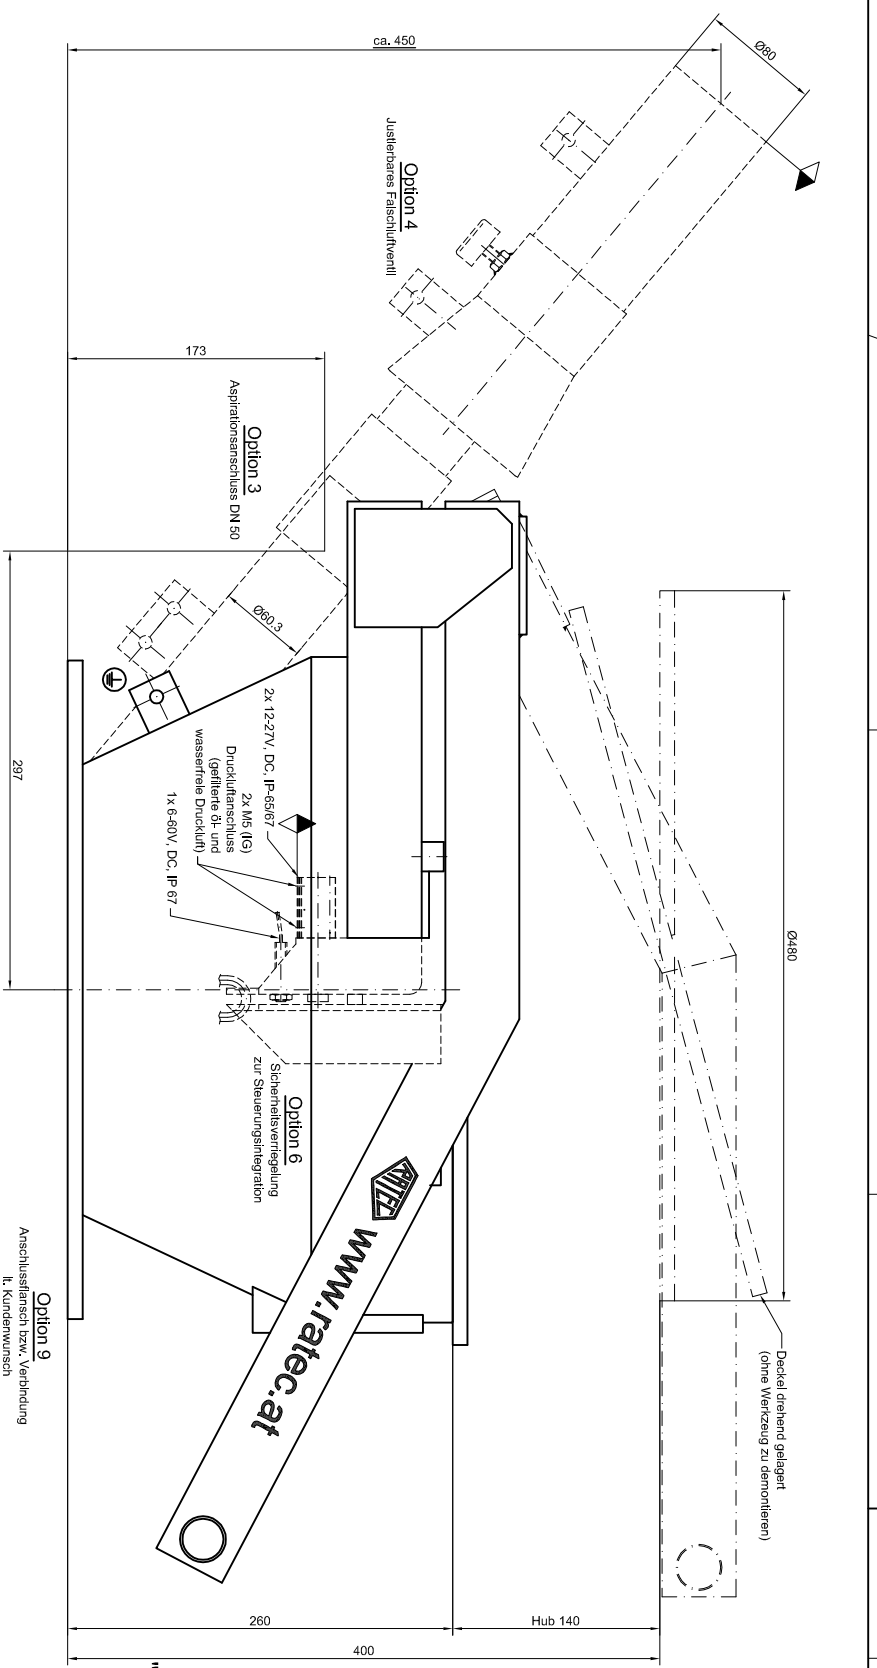 Ø80
ca. 450
Option 4
Justierbares Falschluftventil
173
Option 3
Aspirationsanschluss DN 50
Ø60.3
297
2x 12-27V, DC, IP-65/67
2x M5 (IG)
Druckluftanschluss
(gefilterte öl- und
wasserfreie Druckluft)
1x 6-60V, DC, IP 67
Ø480
Option 6
Sicherheitsverriegelung
zur Steuerungsintegration
RATEC
www.ratec.at
Deckel drehend gelagert
(ohne Werkzeug zu demontieren)
Option 9
Anschlussflansch bzw. Verbindung
lt. Kundenwunsch
260
Hub 140
400